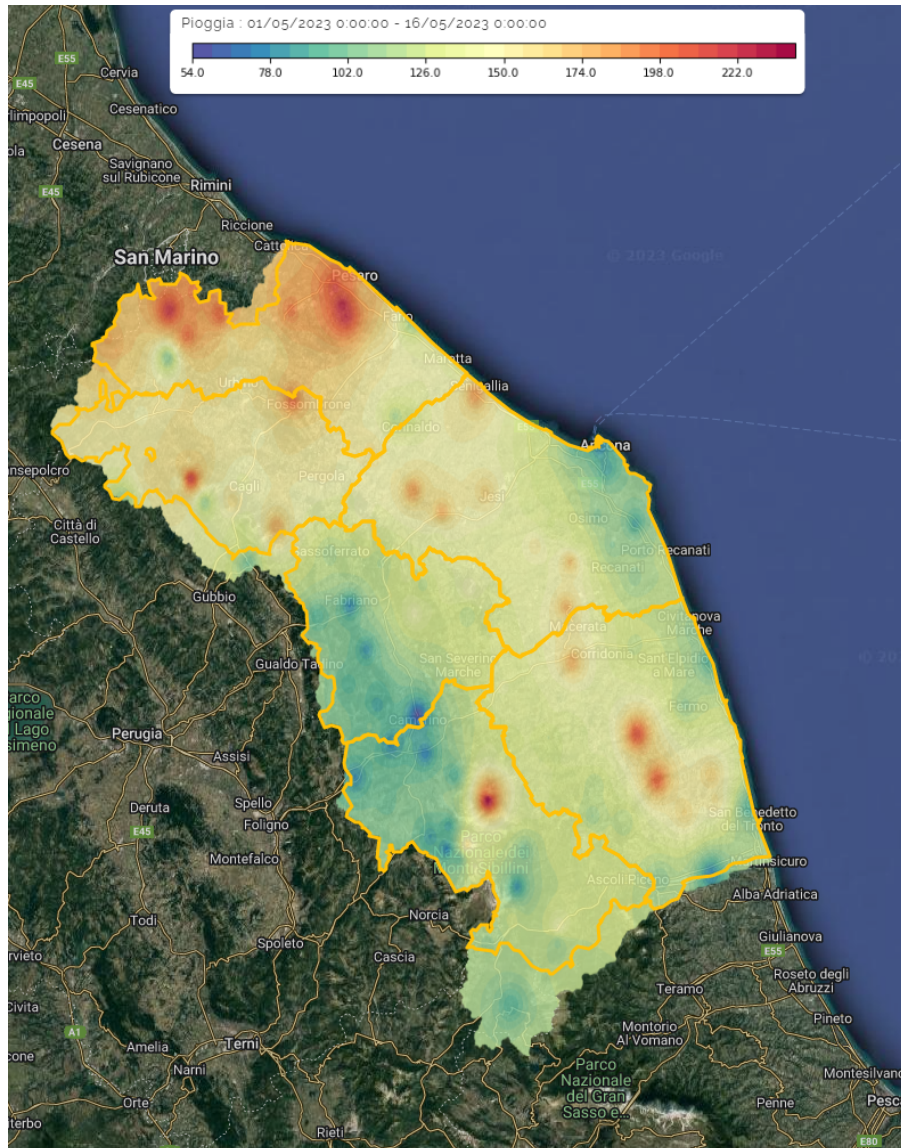 Pioggia : 01/05/2023 0:00:00 - 16/05/2023 0:00:00
54.0 78.0 102.0 126.0 150.0 174.0 198.0 222.0
E55
Cervia
E45
Cesenatico
Cesena
Savignano
sul Rubicone
E45
Rimini
Riccione
San Marino
© 2023 Google
Pesaro
Fano
Marotta
Senigallia
Fossombrone
Ancona
Pergola
Cagli
Jesi
E55
Osimo
Città di
Castello
Sassoferrato
Porto Recanati
Recanati
Gubbio
Fabriano
Civitanova
Marche
Macerata
Corridonia
Gualdo Tadino
San Severino
Marche
Sant'Elpidio
a Mare
Fermo
Camerino
Perugia
Assisi
Spello
Foligno
Deruta
E45
San Benedetto
del Tronto
Montefalco
Parco
Nazionale dei
Monti Sibillini
Martinsicuro
Ascoli Piceno
Alba Adriatica
Norcia
Todi
Spoleto
Giulianova
Cascia
E55
Roseto degli
Abruzzi
Teramo
Civita
Pineto
A1
Montorio
Al Vomano
Terni
Amelia
Narni
Parco
Nazionale
del Gran
Sasso e...
Montesilvano
Orte
Penne
Rieti
E80